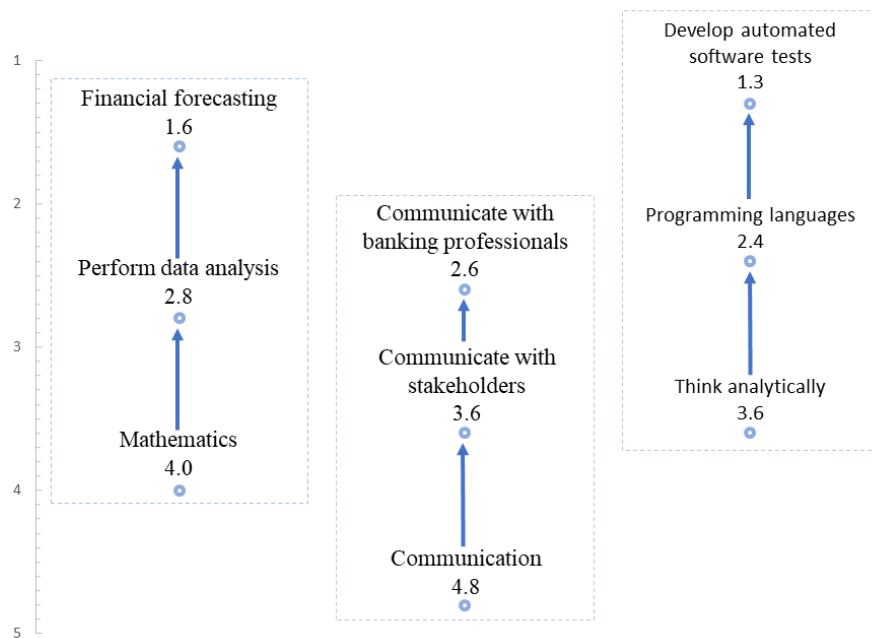 1
2
3
4
5
Financial forecasting
1.6
Perform data analysis
2.8
Mathematics
4.0
Communicate with
banking professionals
2.6
Communicate with
stakeholders
3.6
Communication
4.8
Develop automated
software tests
1.3
Programming languages
2.4
Think analytically
3.6